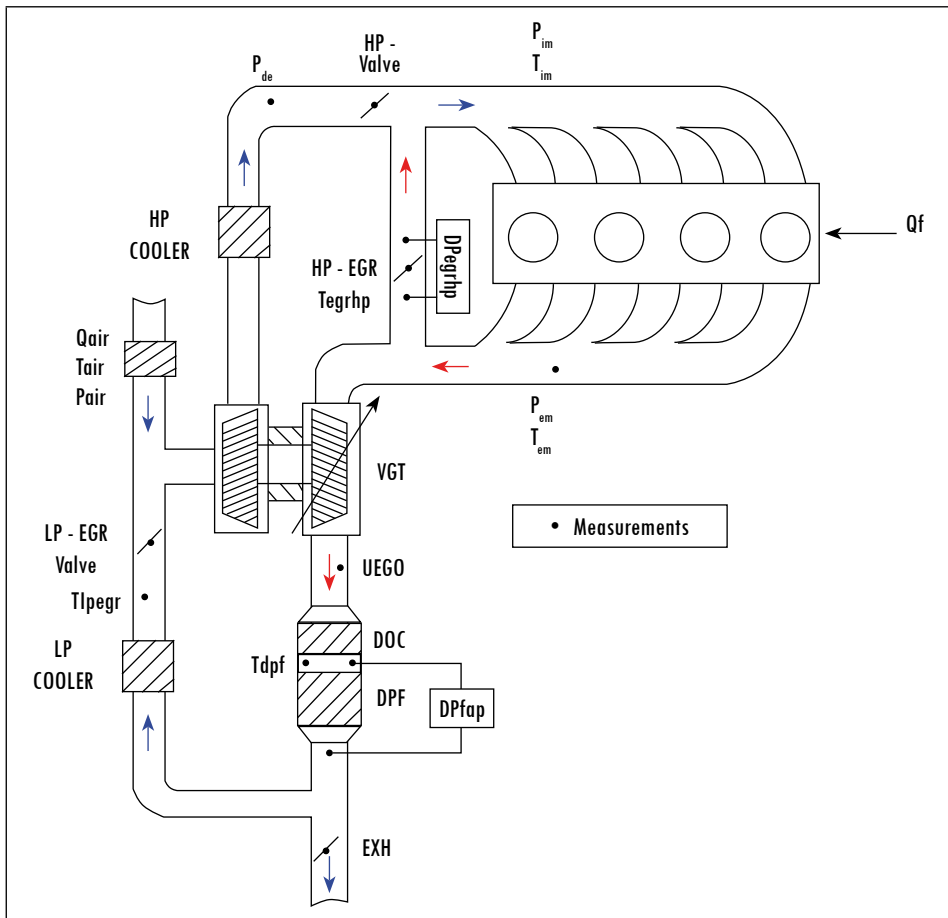 HP -
Valve
P_de
P_im
T_im
HP
COOLER
HP - EGR
Tegrhp
DPegrhp
Qf
Qair
Tair
Pair
P_em
T_em
VGT
• Measurements
LP - EGR
Valve
UEGO
Tlpegr
LP
COOLER
DOC
Tdpf
DPF
DPfap
EXH